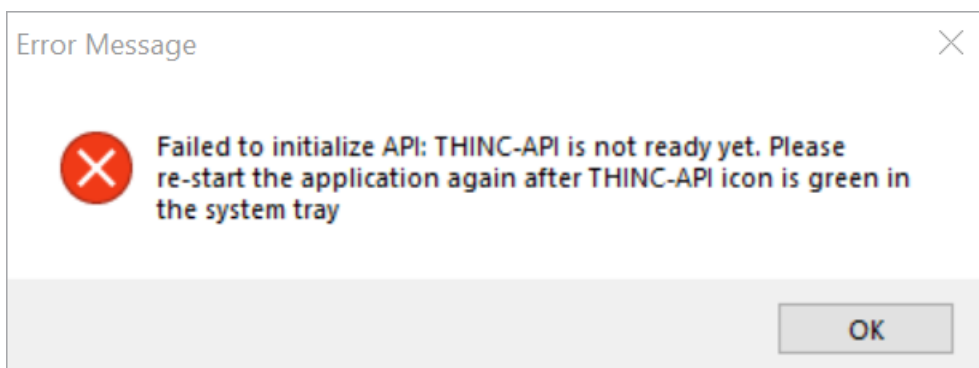 Error Message
Failed to initialize API: THINC-API is not ready yet. Please
re-start the application again after THINC-API icon is green in
the system tray
OK